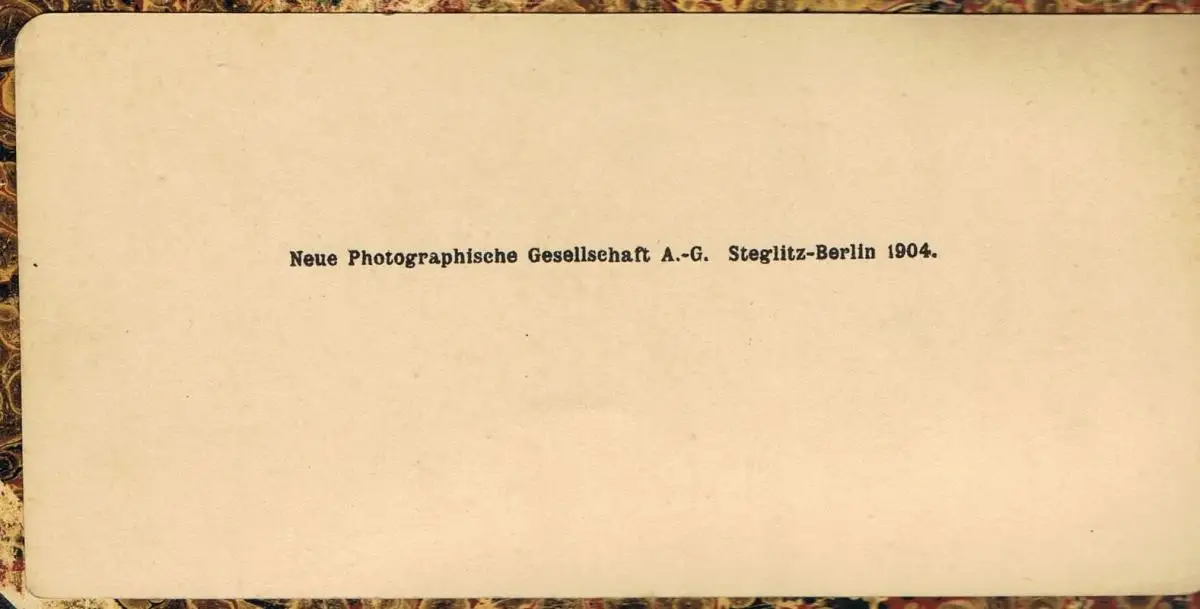 Neue Photographische Gesellschaft A.-G. Steglitz-Berlin 1904.